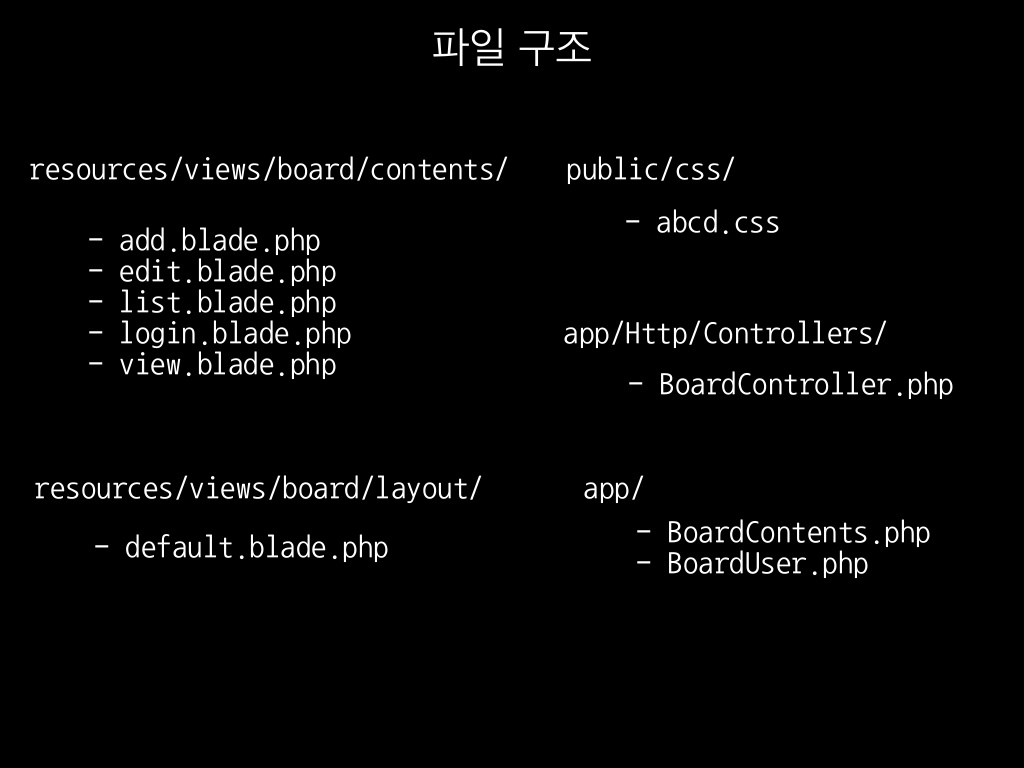 파일 구조
resources/views/board/contents/
- add.blade.php
- edit.blade.php
- list.blade.php
- login.blade.php
- view.blade.php
resources/views/board/layout/
- default.blade.php
public/css/
- abcd.css
app/Http/Controllers/
- BoardController.php
app/
- BoardContents.php
- BoardUser.php